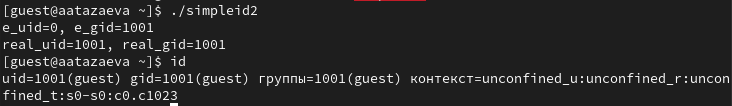 [guest@aatazaeva ~]$ ./simpleid2
e_uid=0, e_gid=1001
real_uid=1001, real_gid=1001
[guest@aatazaeva ~]$ id
uid=1001(guest) gid=1001(guest) группы=1001(guest) контекст=unconfined_u:unconfined_r:uncon
fined_t:s0-s0:c0.c1023